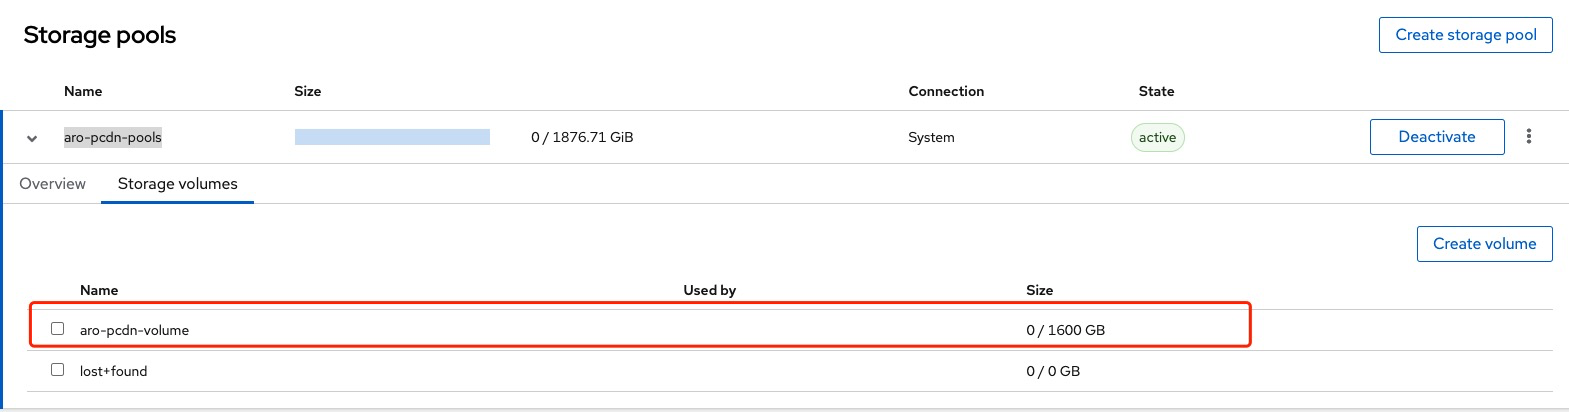 Storage pools
Create storage pool
Name Size Connection State
aro-pcdn-pools 0 / 1876.71 GiB System active Deactivate
Overview Storage volumes
Create volume
Name Used by Size
aro-pcdn-volume 0 / 1600 GB
lost+found 0 / 0 GB